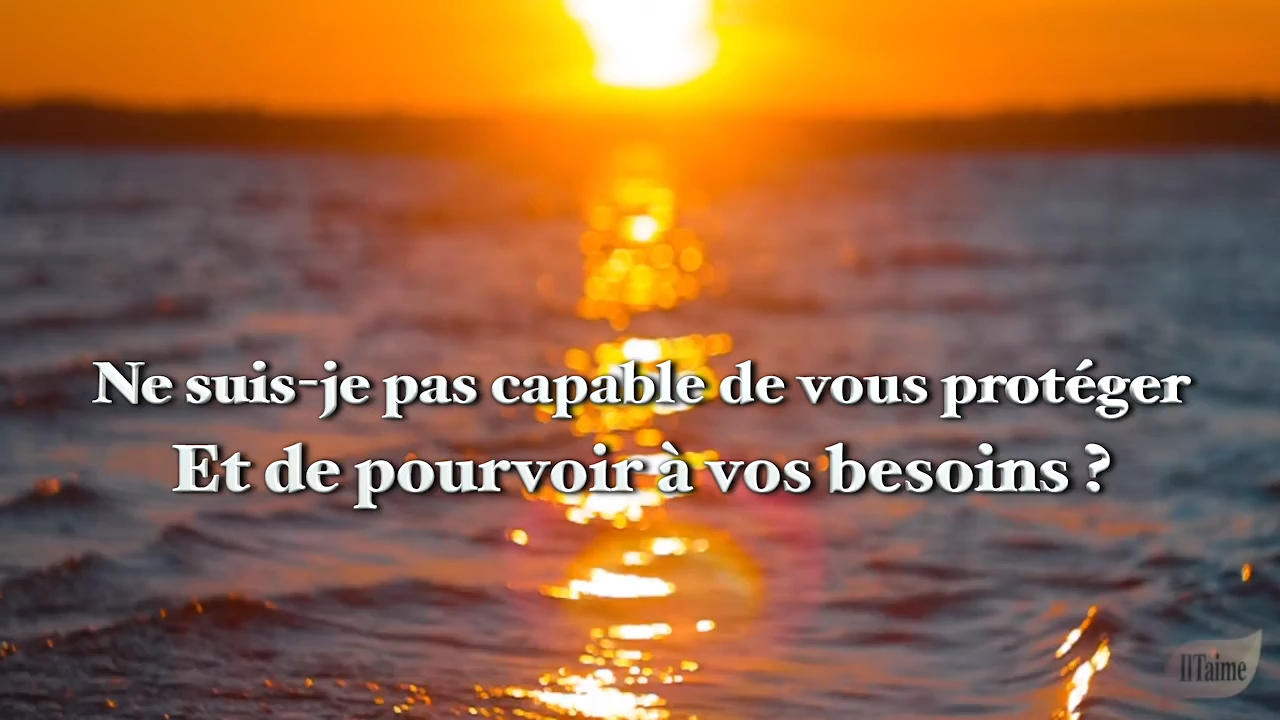 Ne suis-je pas capable de vous protéger
Et de pourvoir à vos besoins ?
IlTaime